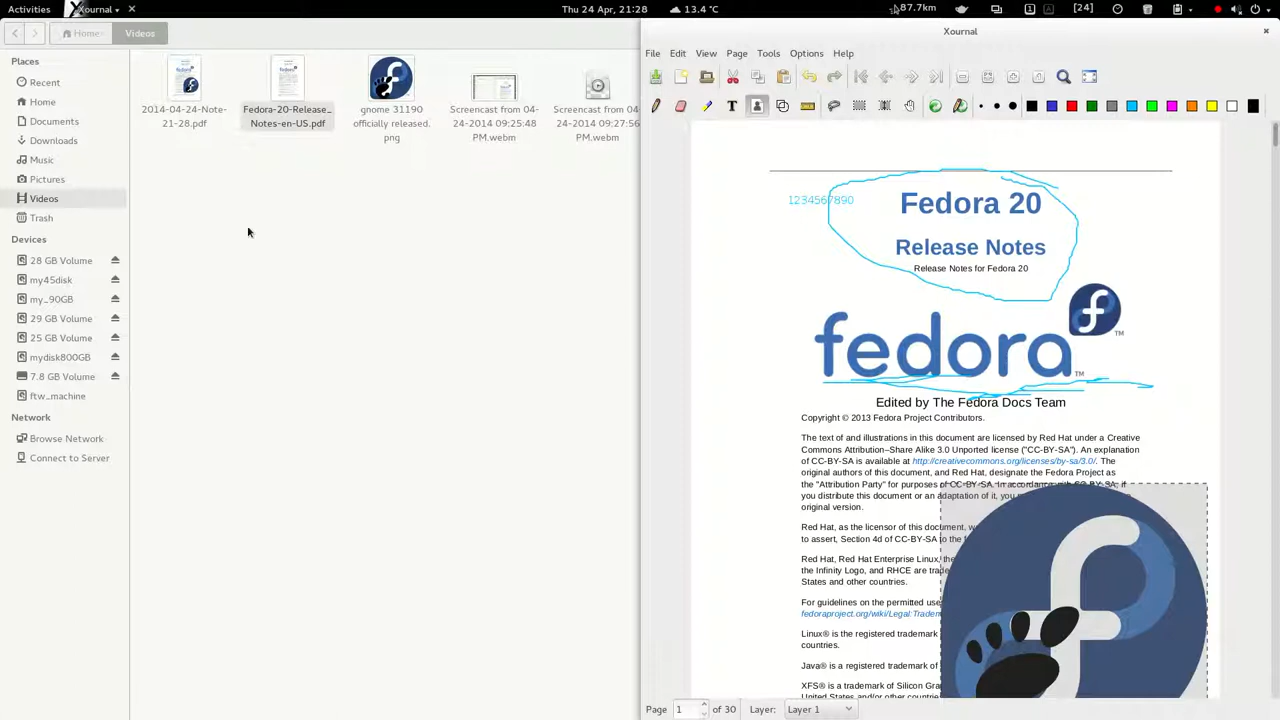 Activities
Xournal
Thu 24 Apr, 21:28
13.4 °C
87.7km
1
[24]
Home
Videos
Places
Recent
Home
Documents
Downloads
Music
Pictures
Videos
Trash
Devices
28 GB Volume
my45disk
my_90GB
29 GB Volume
25 GB Volume
mydisk800GB
7.8 GB Volume
ftw_machine
Network
Browse Network
Connect to Server
2014-04-24-Note-
21-28.pdf
Fedora-20-Release_
Notes-en-US.pdf
gnome 31190
officially released.
png
Screencast from 04-
24-2014 09:25:48
PM.webm
Screencast from 04-
24-2014 09:27:56
PM.webm
Xournal
File Edit View Page Tools Options Help
T
1234567890
Fedora 20
Release Notes
Release Notes for Fedora 20
fedora
TM
TM
Edited by The Fedora Docs Team
Copyright © 2013 Fedora Project Contributors.
The text of and illustrations in this document are licensed by Red Hat under a Creative
Commons Attribution–Share Alike 3.0 Unported license ("CC-BY-SA"). An explanation
of CC-BY-SA is available at http://creativecommons.org/licenses/by-sa/3.0/. The
original authors of this document, and Red Hat, designate the Fedora Project as
the "Attribution Party" for purposes of CC-BY-SA. In accordance with CC-BY-SA, if
you distribute this document or an adaptation of it, you
original version.
Red Hat, as the licensor of this document,
to assert, Section 4d of CC-BY-SA to the
Red Hat, Red Hat Enterprise Linux, the
the Infinity Logo, and RHCE are
States and other countries.
For guidelines on the permitted
fedoraproject.org/wiki/Legal:
Linux® is the registered trademark
countries.
Java® is a registered trademark of
XFS® is a trademark of Silicon
United States and/or other
Page 1 of 30 Layer: Layer 1